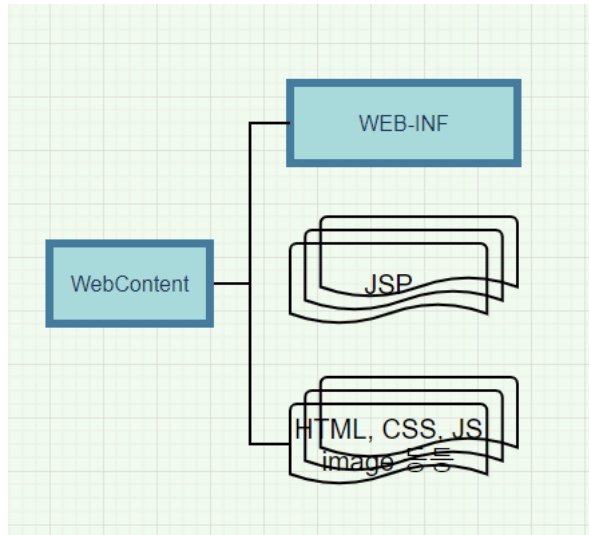 WEB-INF
WebContent
JSP
HTML, CSS, JS
image 등등